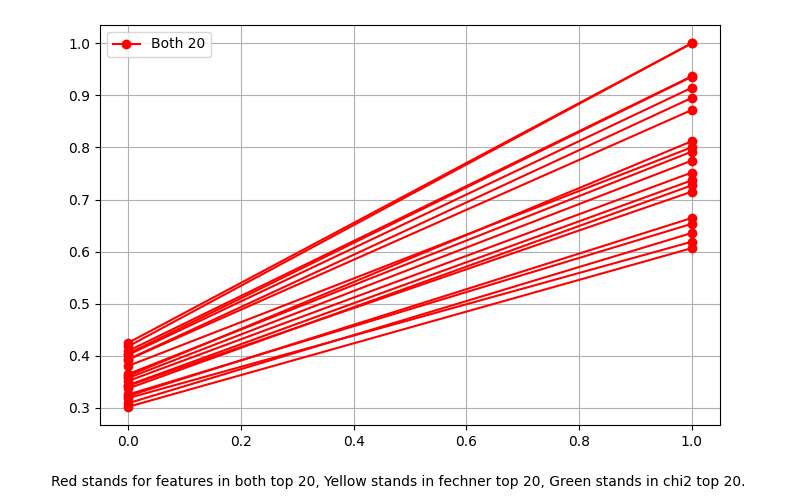 Both 20
1.0
0.9
0.8
0.7
0.6
0.5
0.4
0.3
0.0 0.2 0.4 0.6 0.8 1.0
Red stands for features in both top 20, Yellow stands in fechner top 20, Green stands in chi2 top 20.